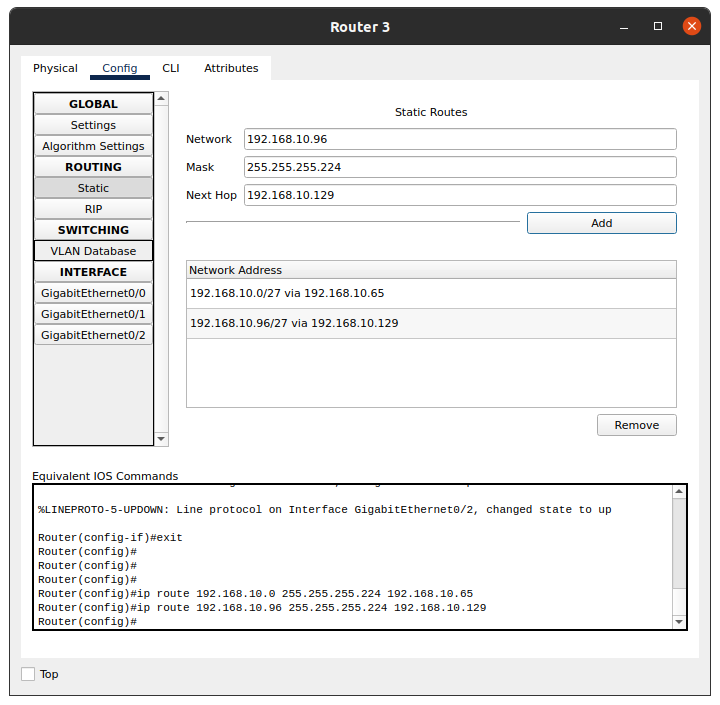 Router 3
Physical Config CLI Attributes
GLOBAL
Settings
Algorithm Settings
ROUTING
Static
RIP
SWITCHING
VLAN Database
INTERFACE
GigabitEthernet0/0
GigabitEthernet0/1
GigabitEthernet0/2
Static Routes
Network 192.168.10.96
Mask 255.255.255.224
Next Hop 192.168.10.129
Add
Network Address
192.168.10.0/27 via 192.168.10.65
192.168.10.96/27 via 192.168.10.129
Remove
Equivalent IOS Commands
%LINEPROTO-5-UPDOWN: Line protocol on Interface GigabitEthernet0/2, changed state to up
Router(config-if)#exit
Router(config)#
Router(config)#
Router(config)#
Router(config)#ip route 192.168.10.0 255.255.255.224 192.168.10.65
Router(config)#ip route 192.168.10.96 255.255.255.224 192.168.10.129
Router(config)#
Top